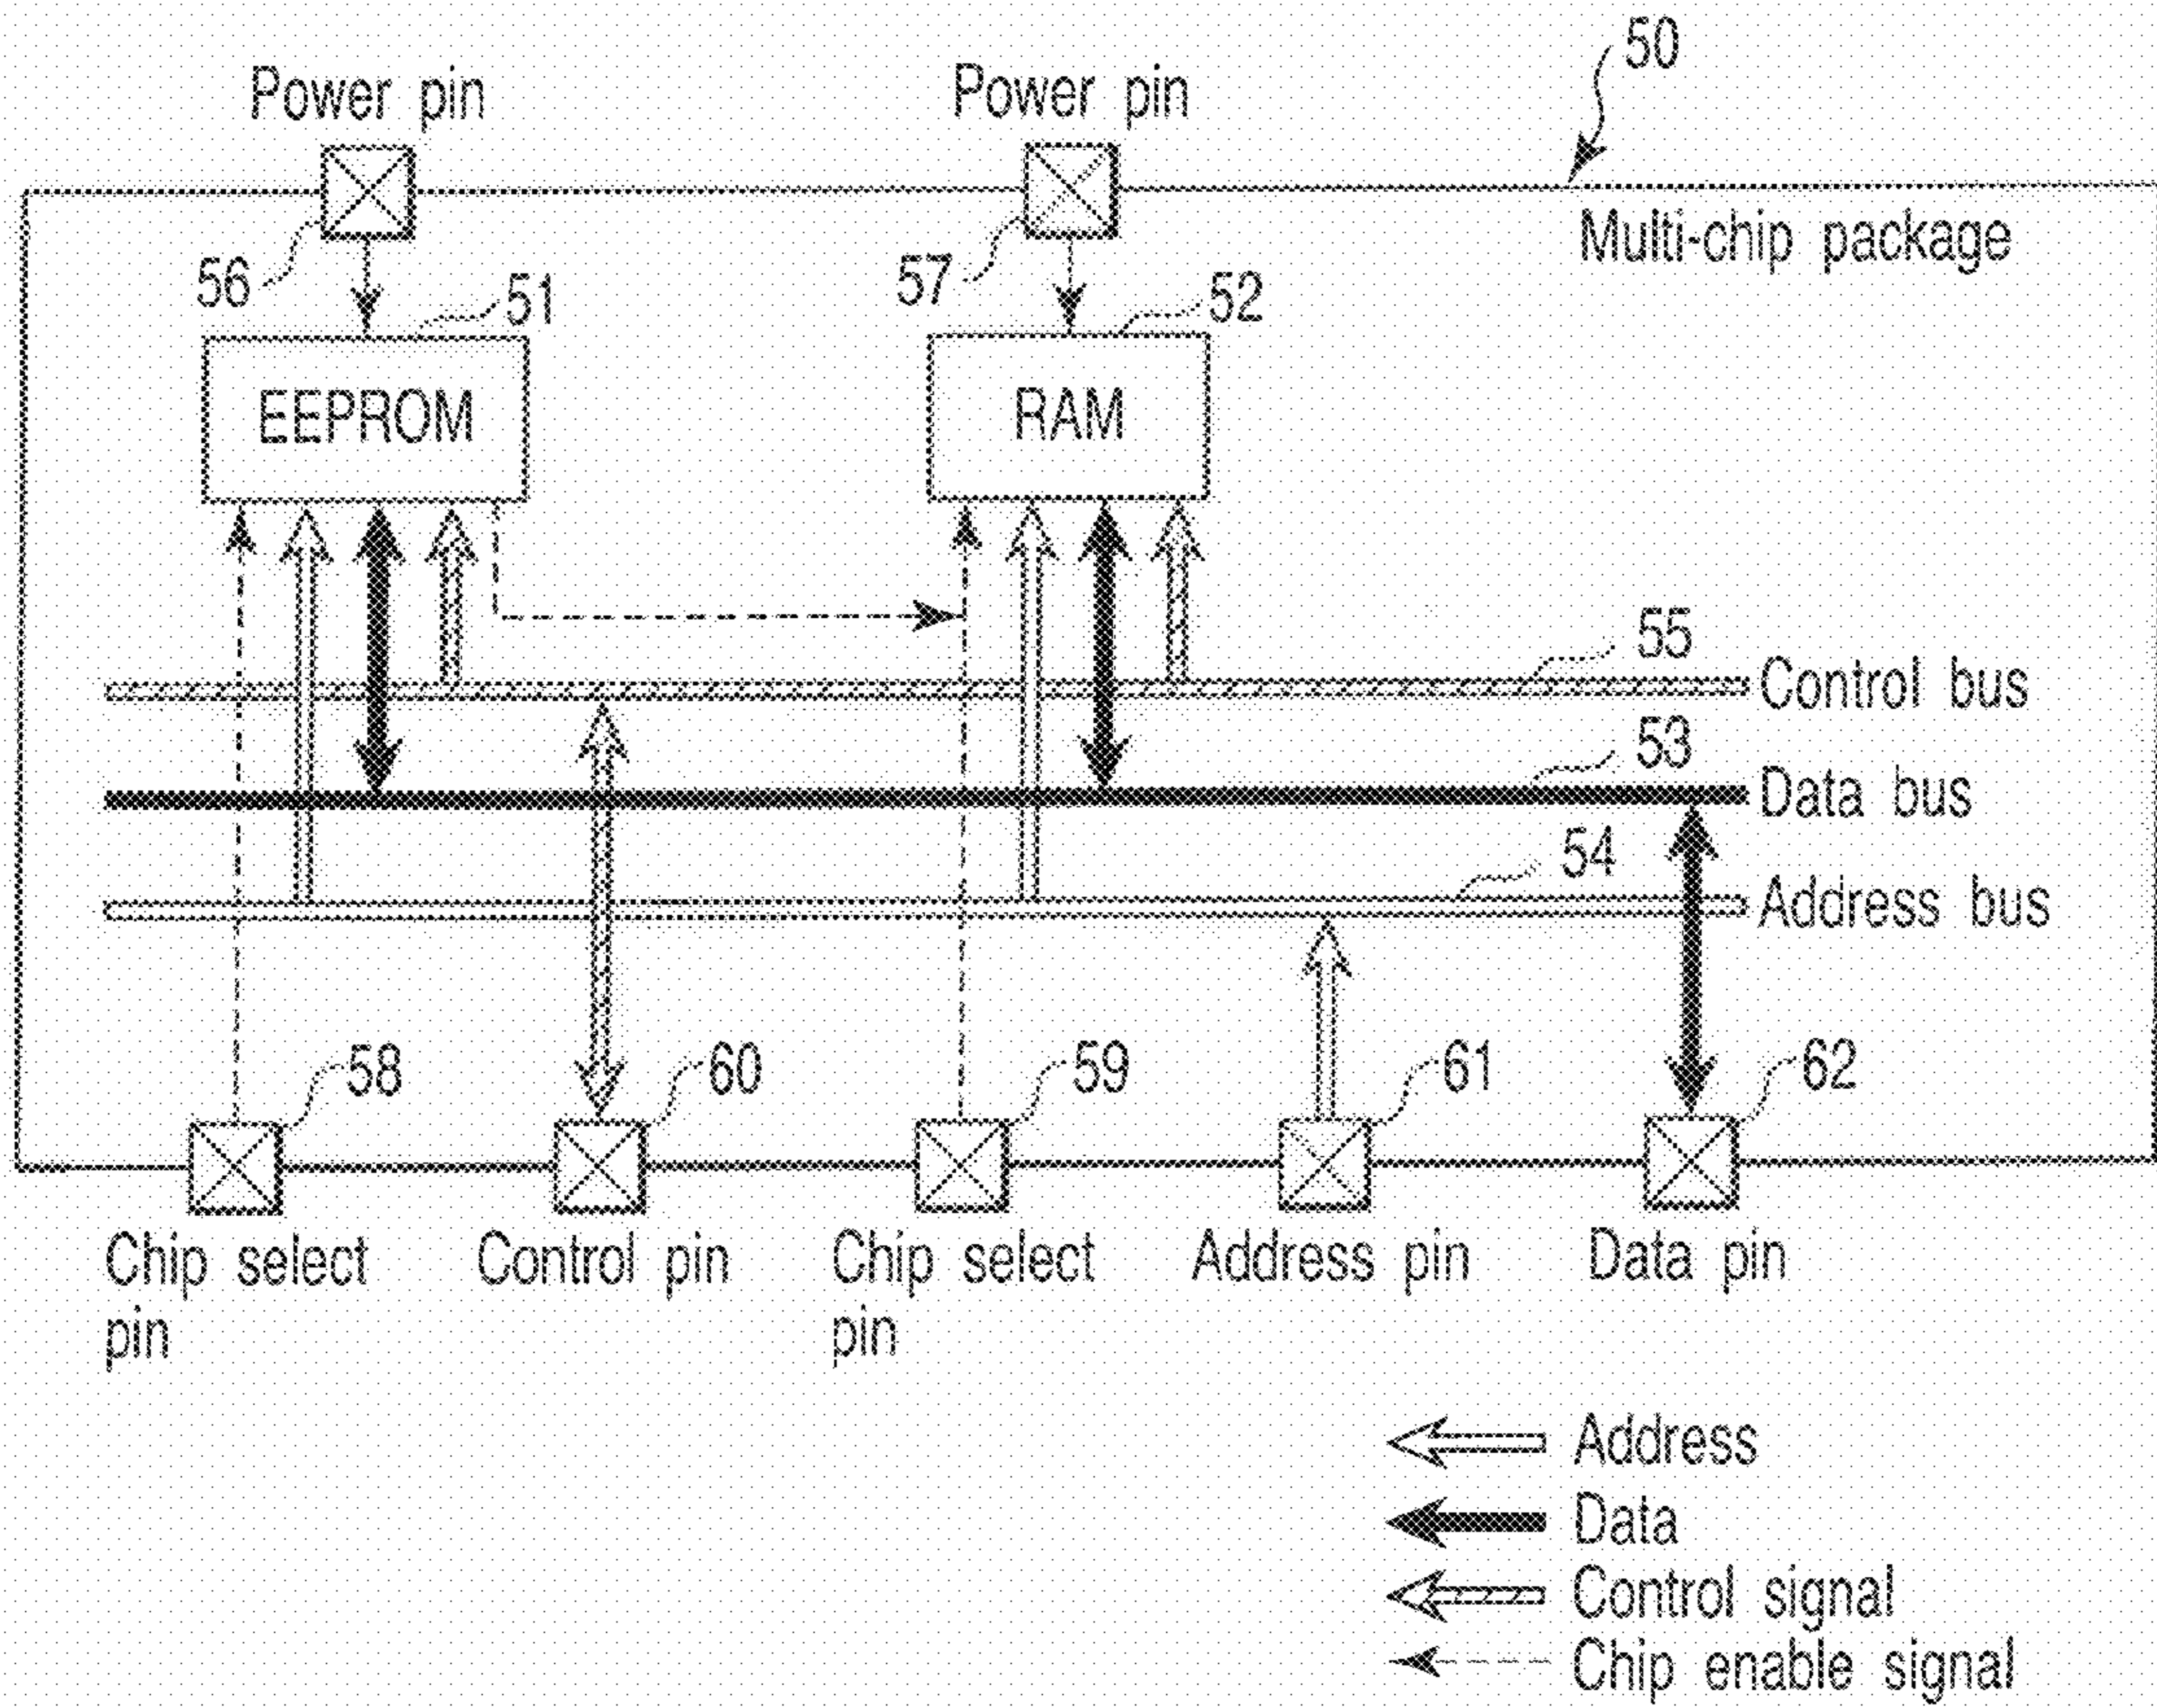 50
Power pin
Power pin
Multi-chip package
56
51
57
52
EEPROM
RAM
55
Control bus
53
Data bus
54
Address bus
58
60
59
61
62
Chip select
pin
Control pin
Chip select
pin
Address pin
Data pin
Address
Data
Control signal
Chip enable signal